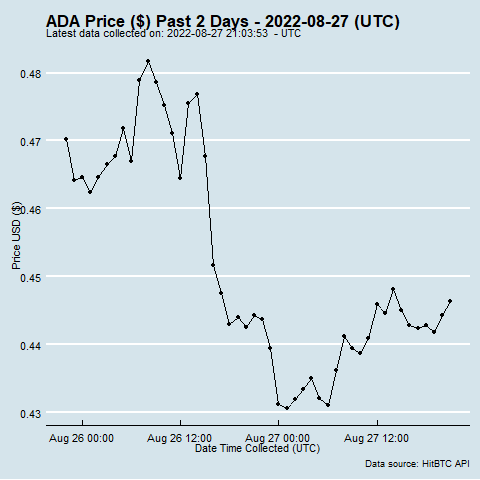 ADA Price ($) Past 2 Days - 2022-08-27 (UTC)
Latest data collected on: 2022-08-27 21:03:53  - UTC
0.48
0.47
0.46
0.45
0.44
0.43
Price USD ($)
Aug 26 00:00 Aug 26 12:00 Aug 27 00:00 Aug 27 12:00
Date Time Collected (UTC)
Data source: HitBTC API